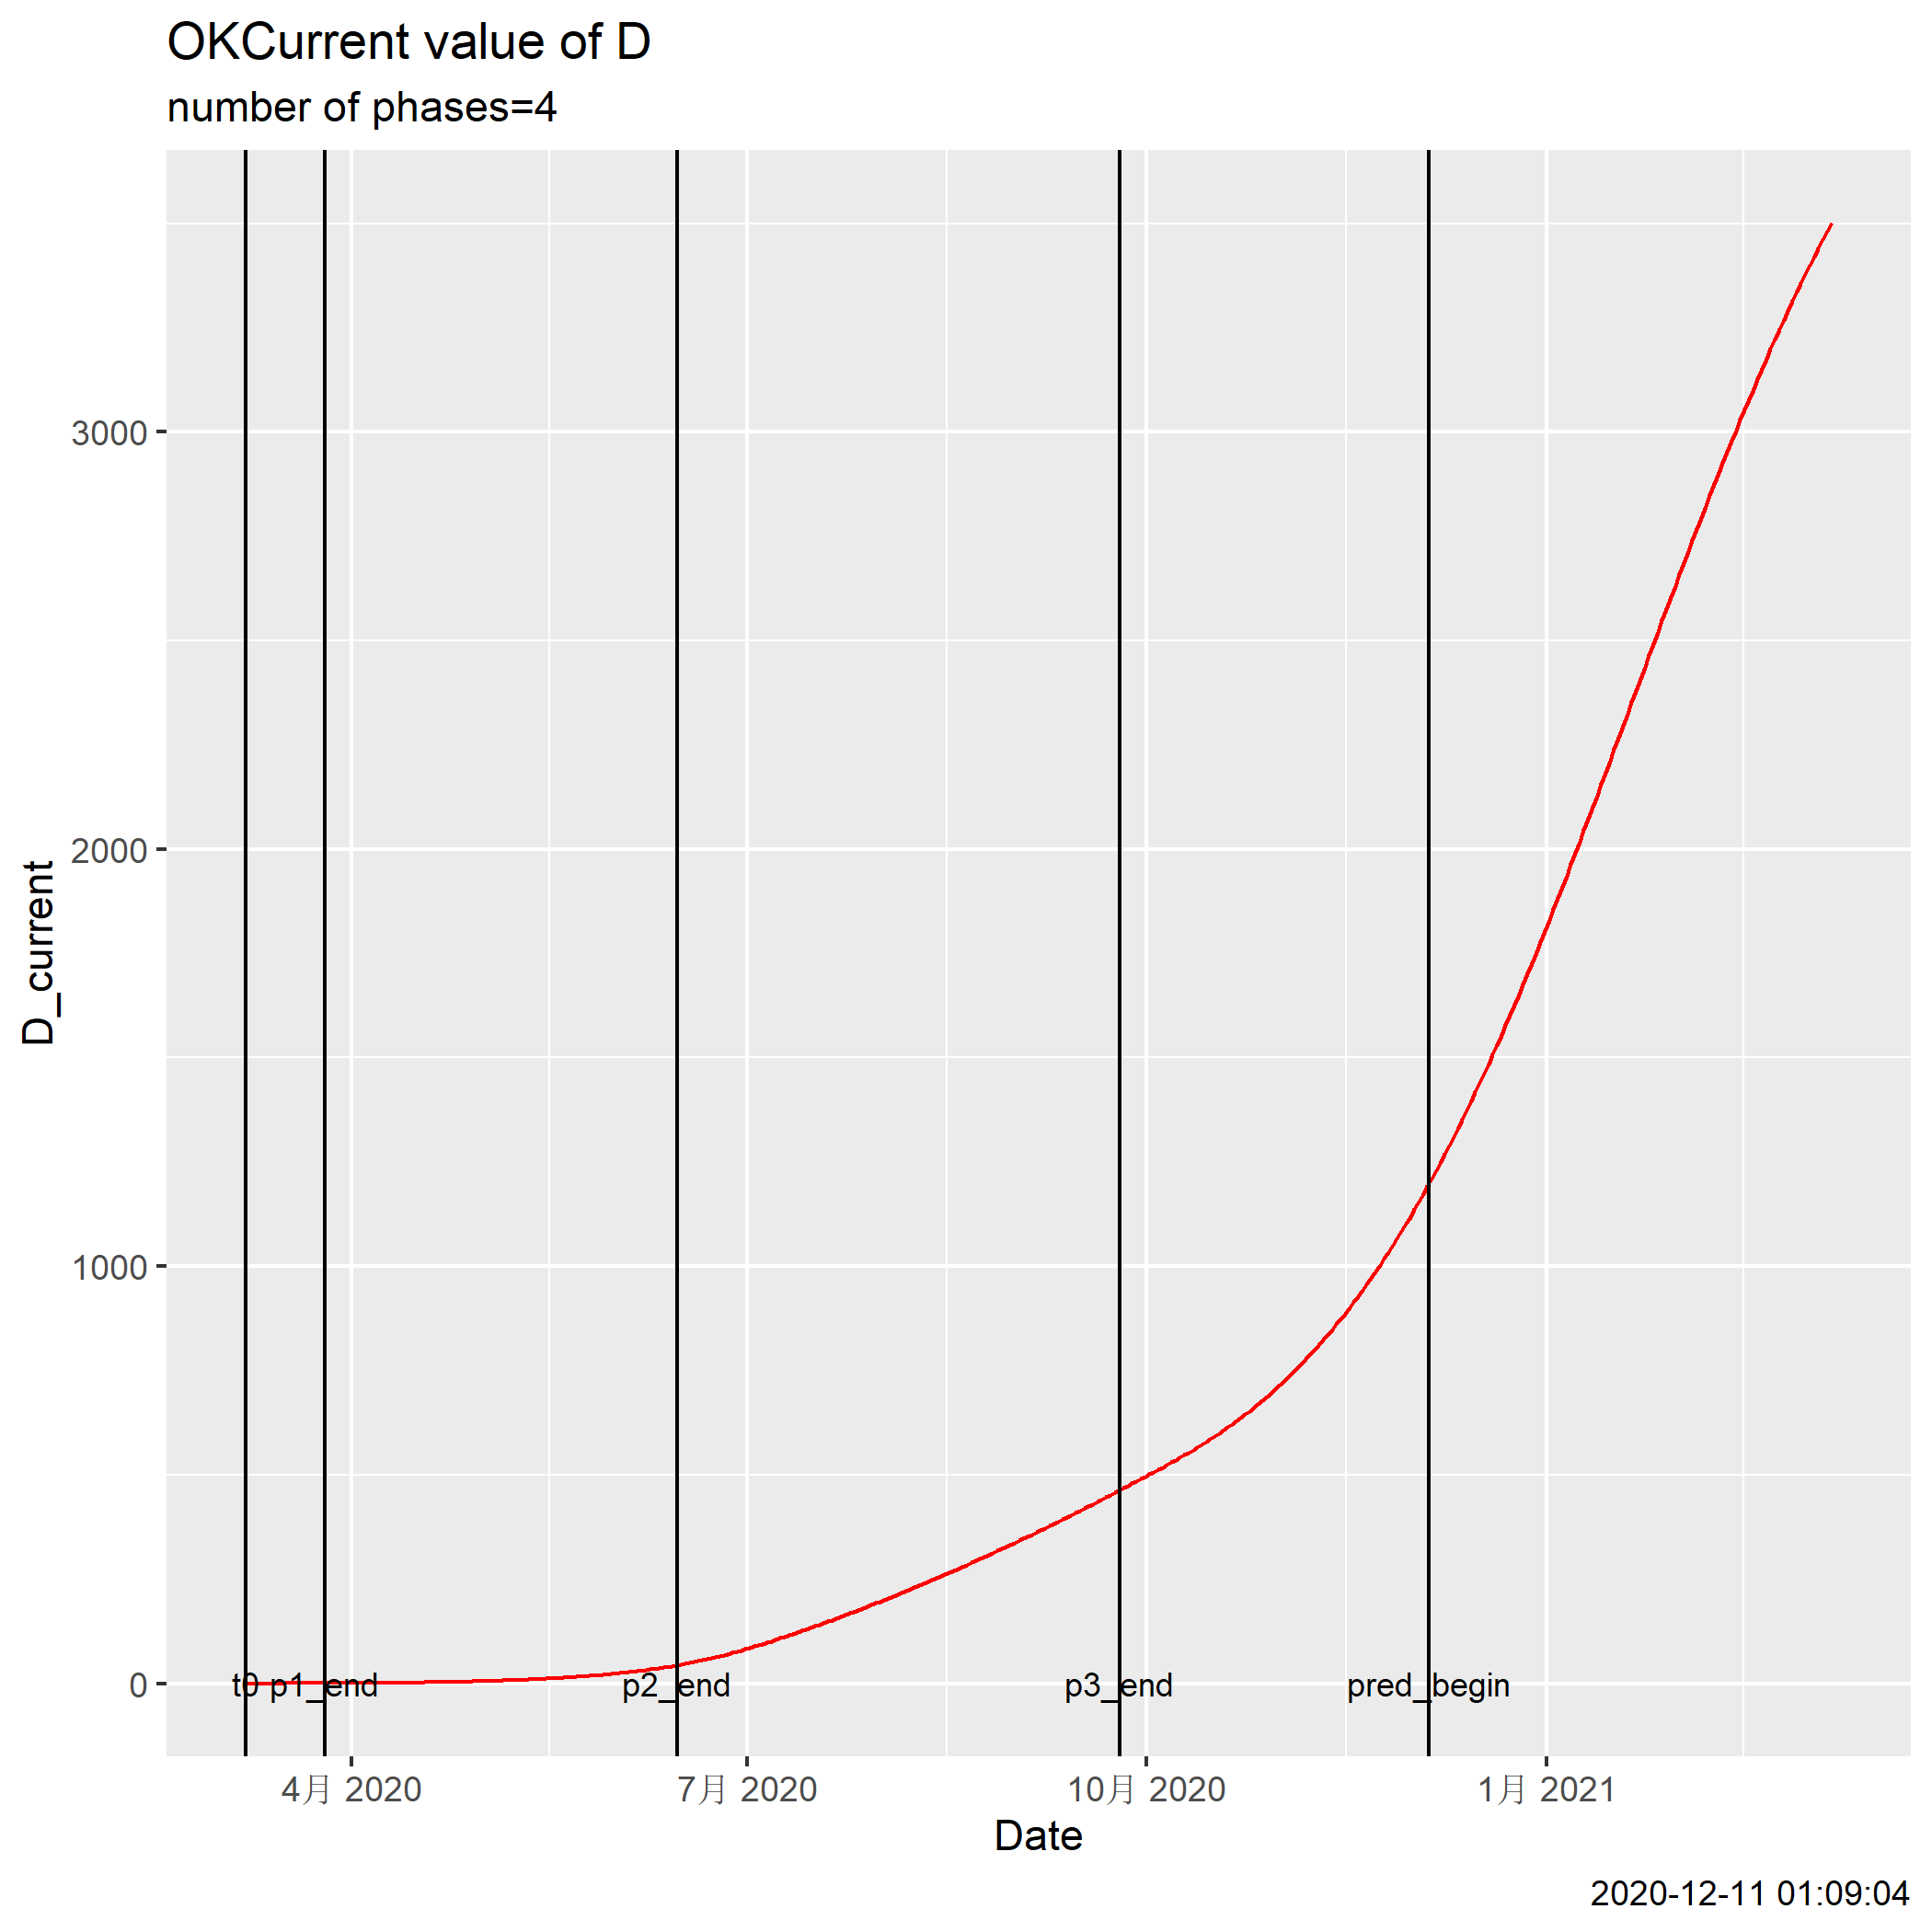 OKCurrent value of D
number of phases=4
D_current
3000
2000
1000
0
t0 p1_end p2_end p3_end pred_begin
4月 2020 7月 2020 10月 2020 1月 2021
Date
2020-12-11 01:09:04